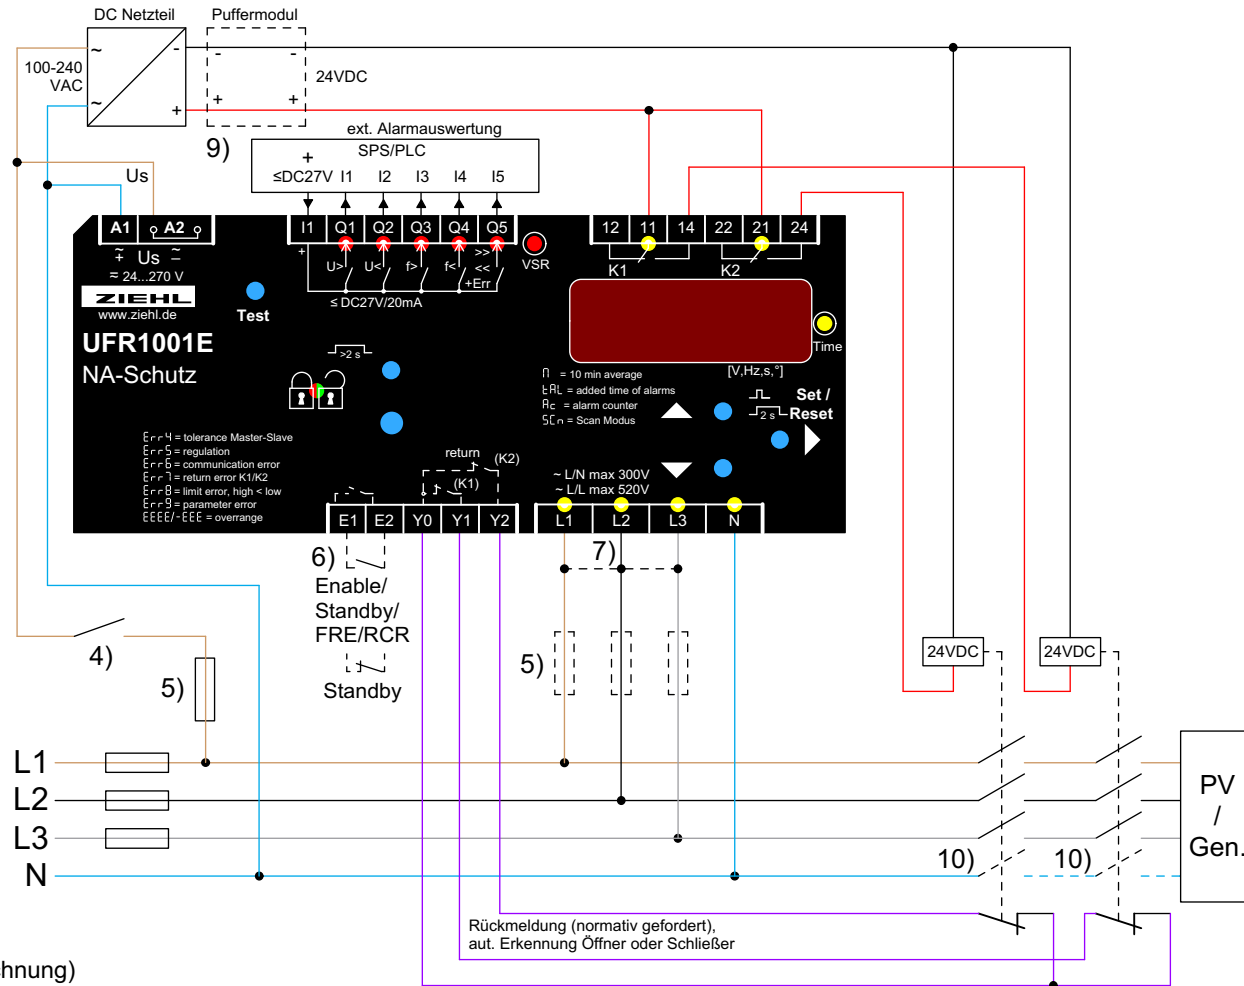 DC Netzteil
Puffermodul
~
-
-
-
100-240
VAC
24VDC
~
+
+
+
9)
ext. Alarmauswertung
SPS/PLC
+
≤DC27V I1 I2 I3 I4 I5
Us
A1 A2
I1 Q1 Q2 Q3 Q4 Q5
12 11 14 22 21 24
Us
≂ 24...270 V
+
U> U< f> f< >>
<<
+Err
VSR
K1 K2
≤ DC27V/20mA
ZIEHL
www.ziehl.de
Test
UFR1001E
NA-Schutz
>2 s
Time
[V,Hz,s,°]
n = 10 min average
tAL = added time of alarms
Ac = alarm counter
SCn = Scan Modus
Set /
2 s Reset
Err4 = tolerance Master-Slave
Err5 = regulation
Err6 = communication error
Err7 = return error K1/K2
Err8 = limit error, high < low
Err9 = parameter error
EEEE/-EEE = overrange
return
(K2)
(K1)
~ L/N max 300V
~ L/L max 520V
E1 E2 Y0 Y1 Y2
L1 L2 L3 N
6)
7)
Enable/
Standby/
FRE/RCR
Standby
4)
5)
5)
24VDC
24VDC
L1
L2
L3
N
10)
10)
PV
/
Gen.
Rückmeldung (normativ gefordert),
aut. Erkennung Öffner oder Schließer
chnung)